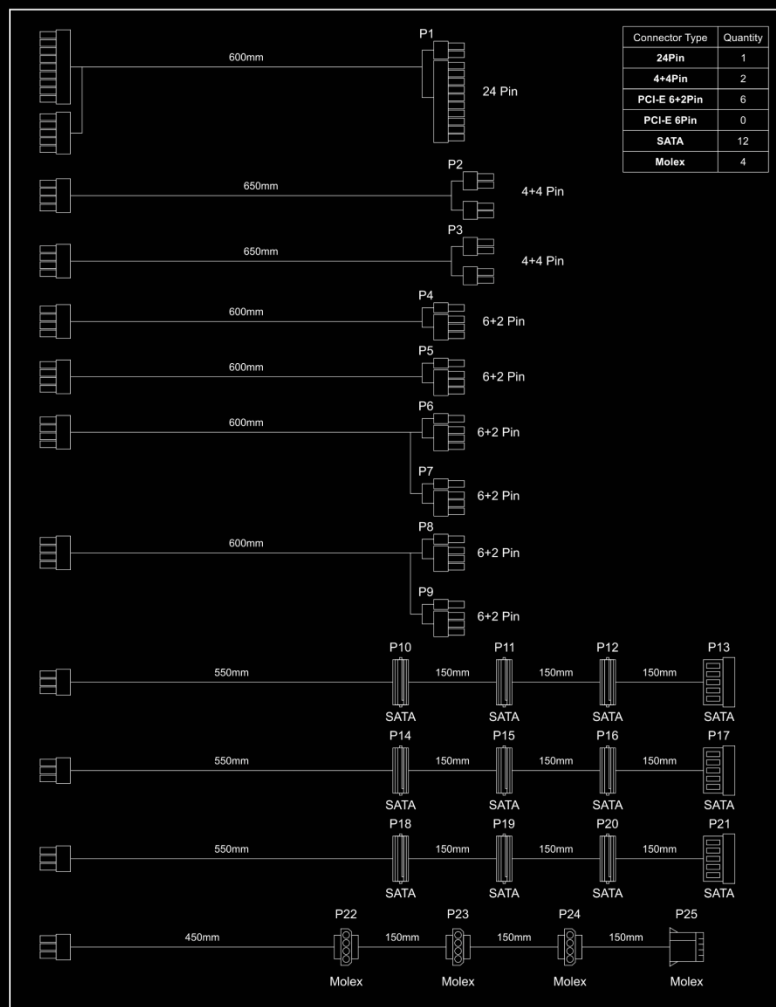 Connector Type Quantity
24Pin 1
4+4Pin 2
PCI-E 6+2Pin 6
PCI-E 6Pin 0
SATA 12
Molex 4
P1
600mm
24 Pin
P2
650mm
4+4 Pin
P3
650mm
4+4 Pin
P4
600mm
6+2 Pin
P5
600mm
6+2 Pin
P6
600mm
6+2 Pin
P7
6+2 Pin
P8
600mm
6+2 Pin
P9
6+2 Pin
P10 P11 P12 P13
550mm 150mm 150mm 150mm
SATA SATA SATA SATA
P14 P15 P16 P17
550mm 150mm 150mm 150mm
SATA SATA SATA SATA
P18 P19 P20 P21
550mm 150mm 150mm 150mm
SATA SATA SATA SATA
P22 P23 P24 P25
450mm 150mm 150mm 150mm
Molex Molex Molex Molex